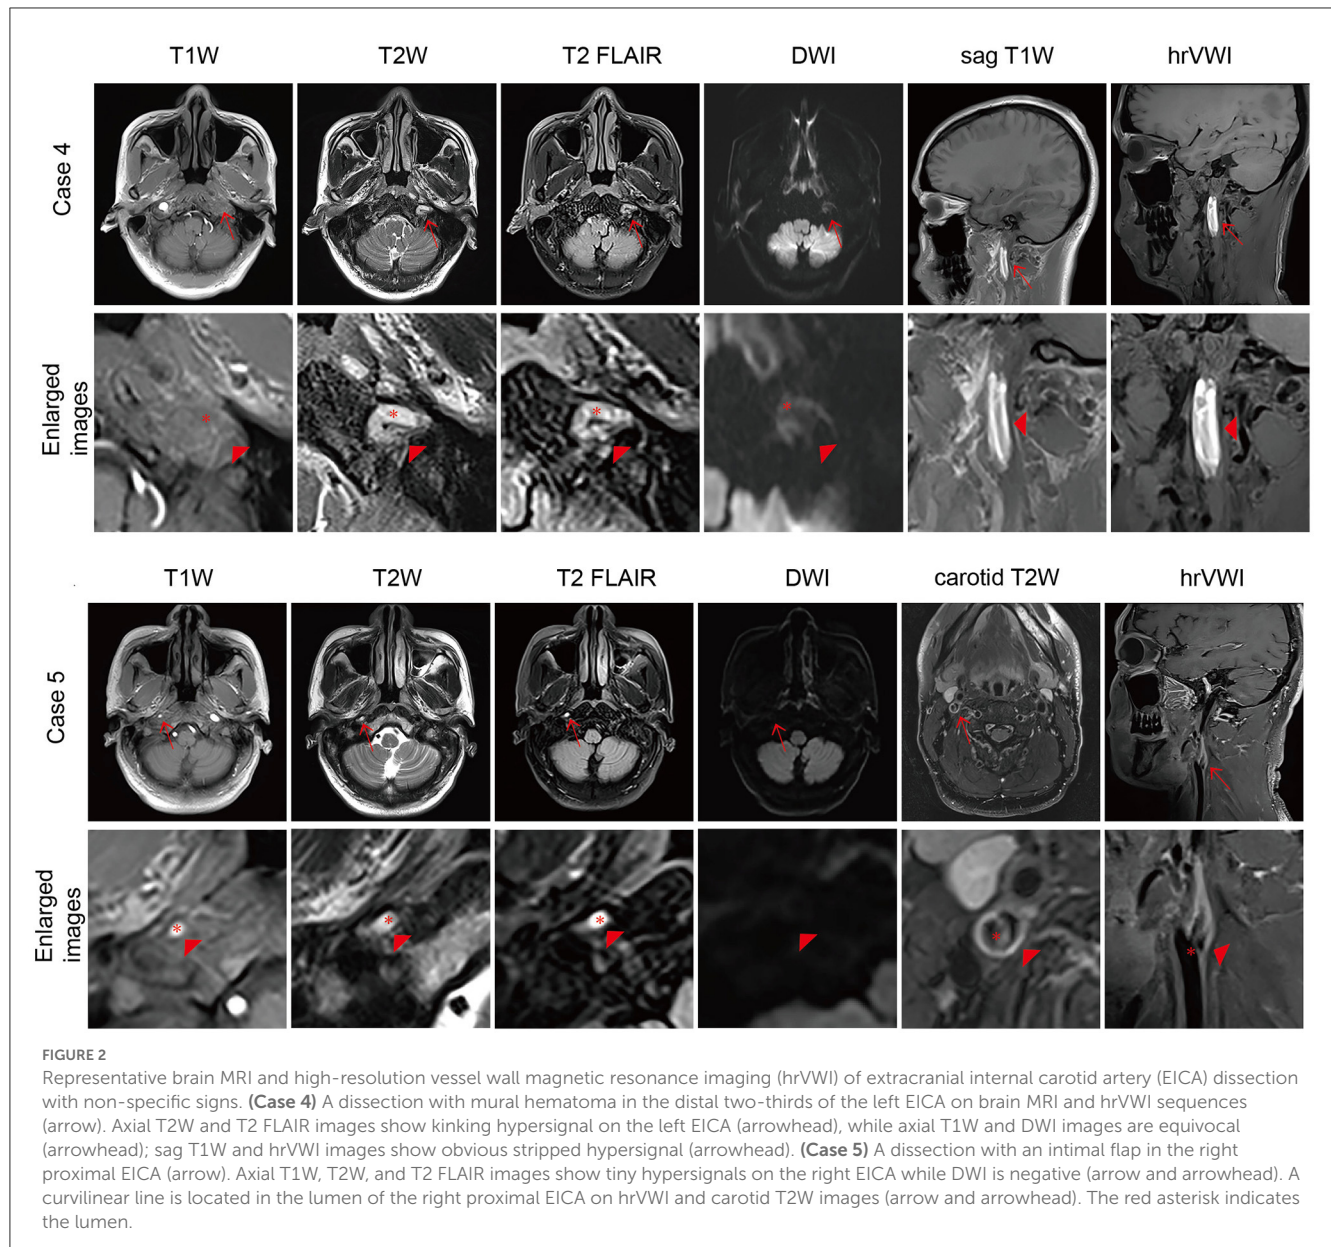 T1W T2W T2 FLAIR DWI sag T1W hrVWI
Case 4
Enlarged
images
* * * *
T1W T2W T2 FLAIR DWI carotid T2W hrVWI
Case 5
Enlarged
images
* * * * *
FIGURE 2
Representative brain MRI and high-resolution vessel wall magnetic resonance imaging (hrVWI) of extracranial internal carotid artery (EICA) dissection
with non-specific signs. (Case 4) A dissection with mural hematoma in the distal two-thirds of the left EICA on brain MRI and hrVWI sequences
(arrow). Axial T2W and T2 FLAIR images show kinking hypersignal on the left EICA (arrowhead), while axial T1W and DWI images are equivocal
(arrowhead); sag T1W and hrVWI images show obvious stripped hypersignal (arrowhead). (Case 5) A dissection with an intimal flap in the right
proximal EICA (arrow). Axial T1W, T2W, and T2 FLAIR images show tiny hypersignals on the right EICA while DWI is negative (arrow and arrowhead). A
curvilinear line is located in the lumen of the right proximal EICA on hrVWI and carotid T2W images (arrow and arrowhead). The red asterisk indicates
the lumen.